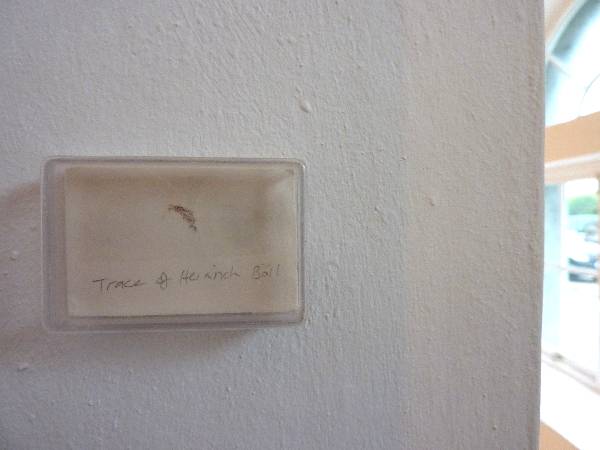 Trace of Heinrich Böll